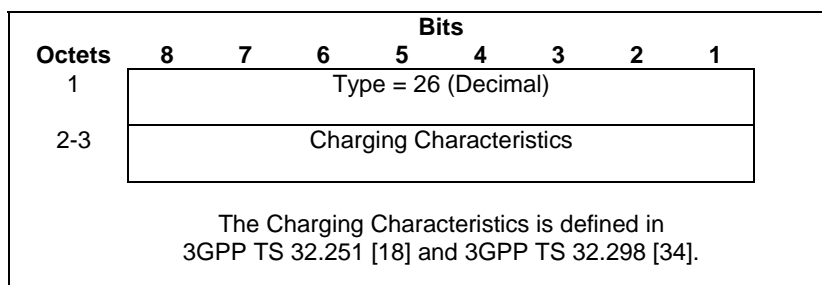 Bits
Octets 8 7 6 5 4 3 2 1
1 Type = 26 (Decimal)
2-3 Charging Characteristics
The Charging Characteristics is defined in
3GPP TS 32.251 [18] and 3GPP TS 32.298 [34].